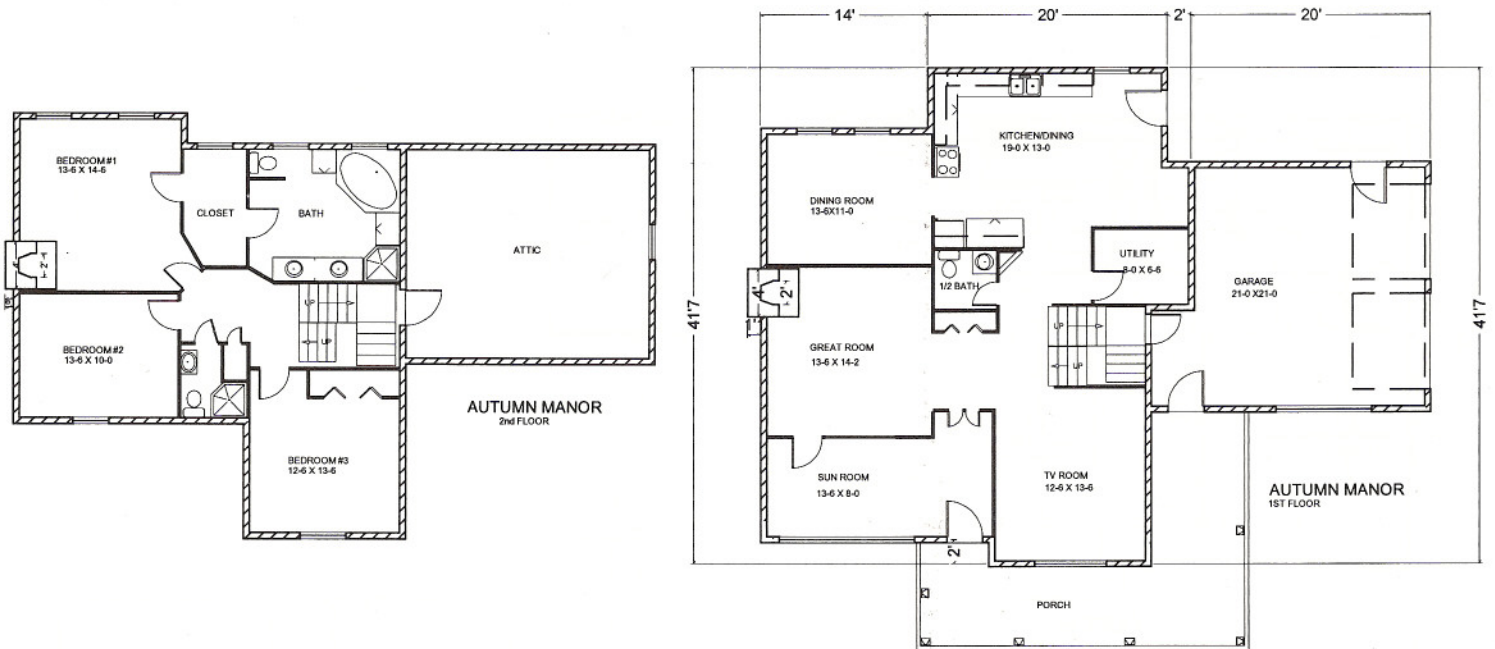 BEDROOM #1
13-6 X 14-6
CLOSET
BATH
ATTIC
2'
UP
UP
BEDROOM #2
13-6 X 10-0
BEDROOM #3
12-6 X 13-6
AUTUMN MANOR
2nd FLOOR
14'
20'
2'
20'
41'7
41'7
KITCHEN/DINING
19-0 X 13-0
DINING ROOM
13-6X11-0
UTILITY
8-0 X 6-6
GARAGE
21-0 X21-0
1/2 BATH
4'
2'
GREAT ROOM
13-6 X 14-2
UP
UP
SUN ROOM
13-6 X 8-0
TV ROOM
12-6 X 13-6
2'
PORCH
AUTUMN MANOR
1ST FLOOR